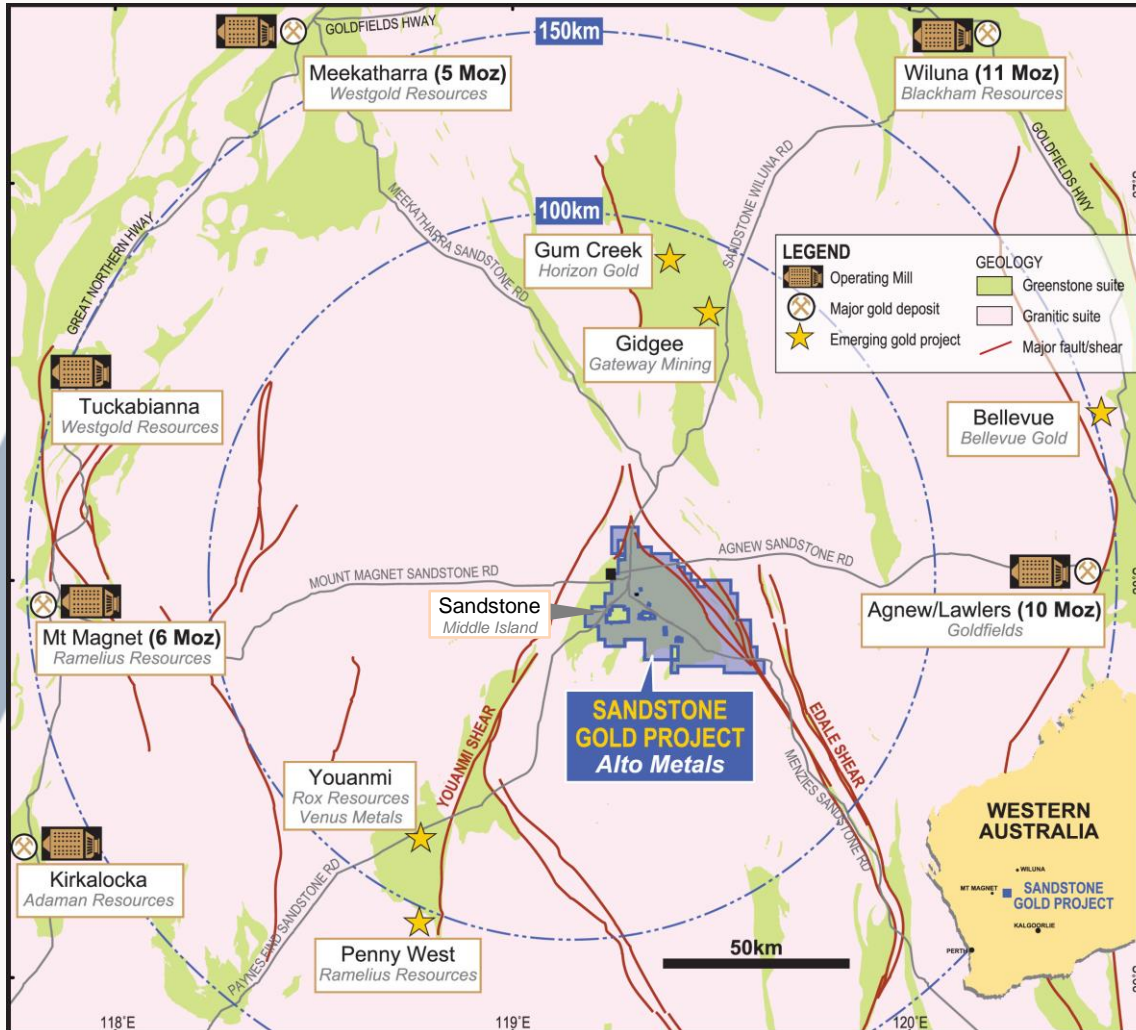 GOLDFIELDS HWY
150km
Meekatharra (5 Moz)
Westgold Resources
Wiluna (11 Moz)
Blackham Resources
GOLDFIELDS HWY
SANDSTONE WILUNA RD
MEEKATHARRA SANDSTONE RD
GREAT NORTHERN HWY
27°S
100km
Gum Creek
Horizon Gold
Gidgee
Gateway Mining
LEGEND
Operating Mill
Major gold deposit
Emerging gold project
GEOLOGY
Greenstone suite
Granitic suite
Major fault/shear
Tuckabianna
Westgold Resources
Bellevue
Bellevue Gold
MOUNT MAGNET SANDSTONE RD
AGNEW SANDSTONE RD
28°S
Sandstone
Middle Island
Mt Magnet (6 Moz)
Ramelius Resources
Agnew/Lawlers (10 Moz)
Goldfields
SANDSTONE
GOLD PROJECT
Alto Metals
YOUANMI SHEAR
EDALE SHEAR
MENZIES SANDSTONE RD
Youanmi
Rox Resources
Venus Metals
Kirkalocka
Adaman Resources
PAYNES FIND SANDSTONE RD
Penny West
Ramelius Resources
50km
WESTERN
AUSTRALIA
WILUNA
MT MAGNET
SANDSTONE
GOLD PROJECT
KALGOORLIE
PERTH
29°S
118°E
119°E
120°E